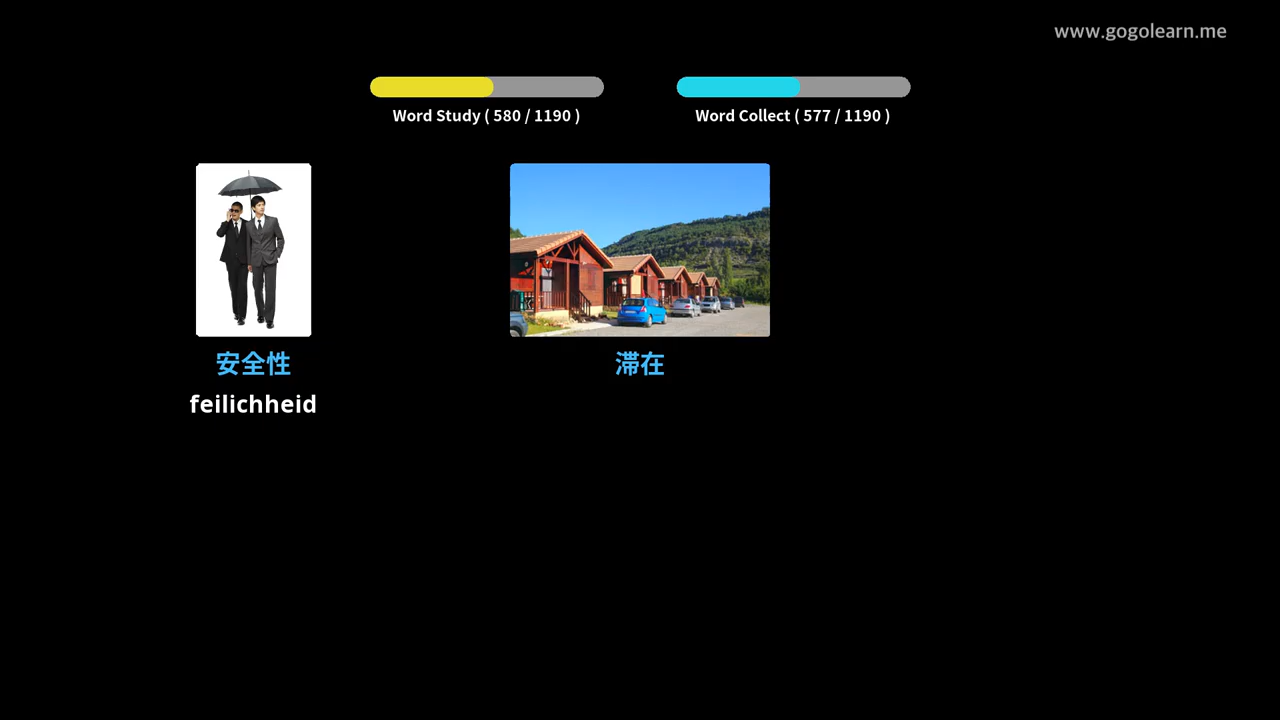 www.gogolearn.me
Word Study ( 580 / 1190 )
Word Collect ( 577 / 1190 )
安全性
滞在
feilichheid